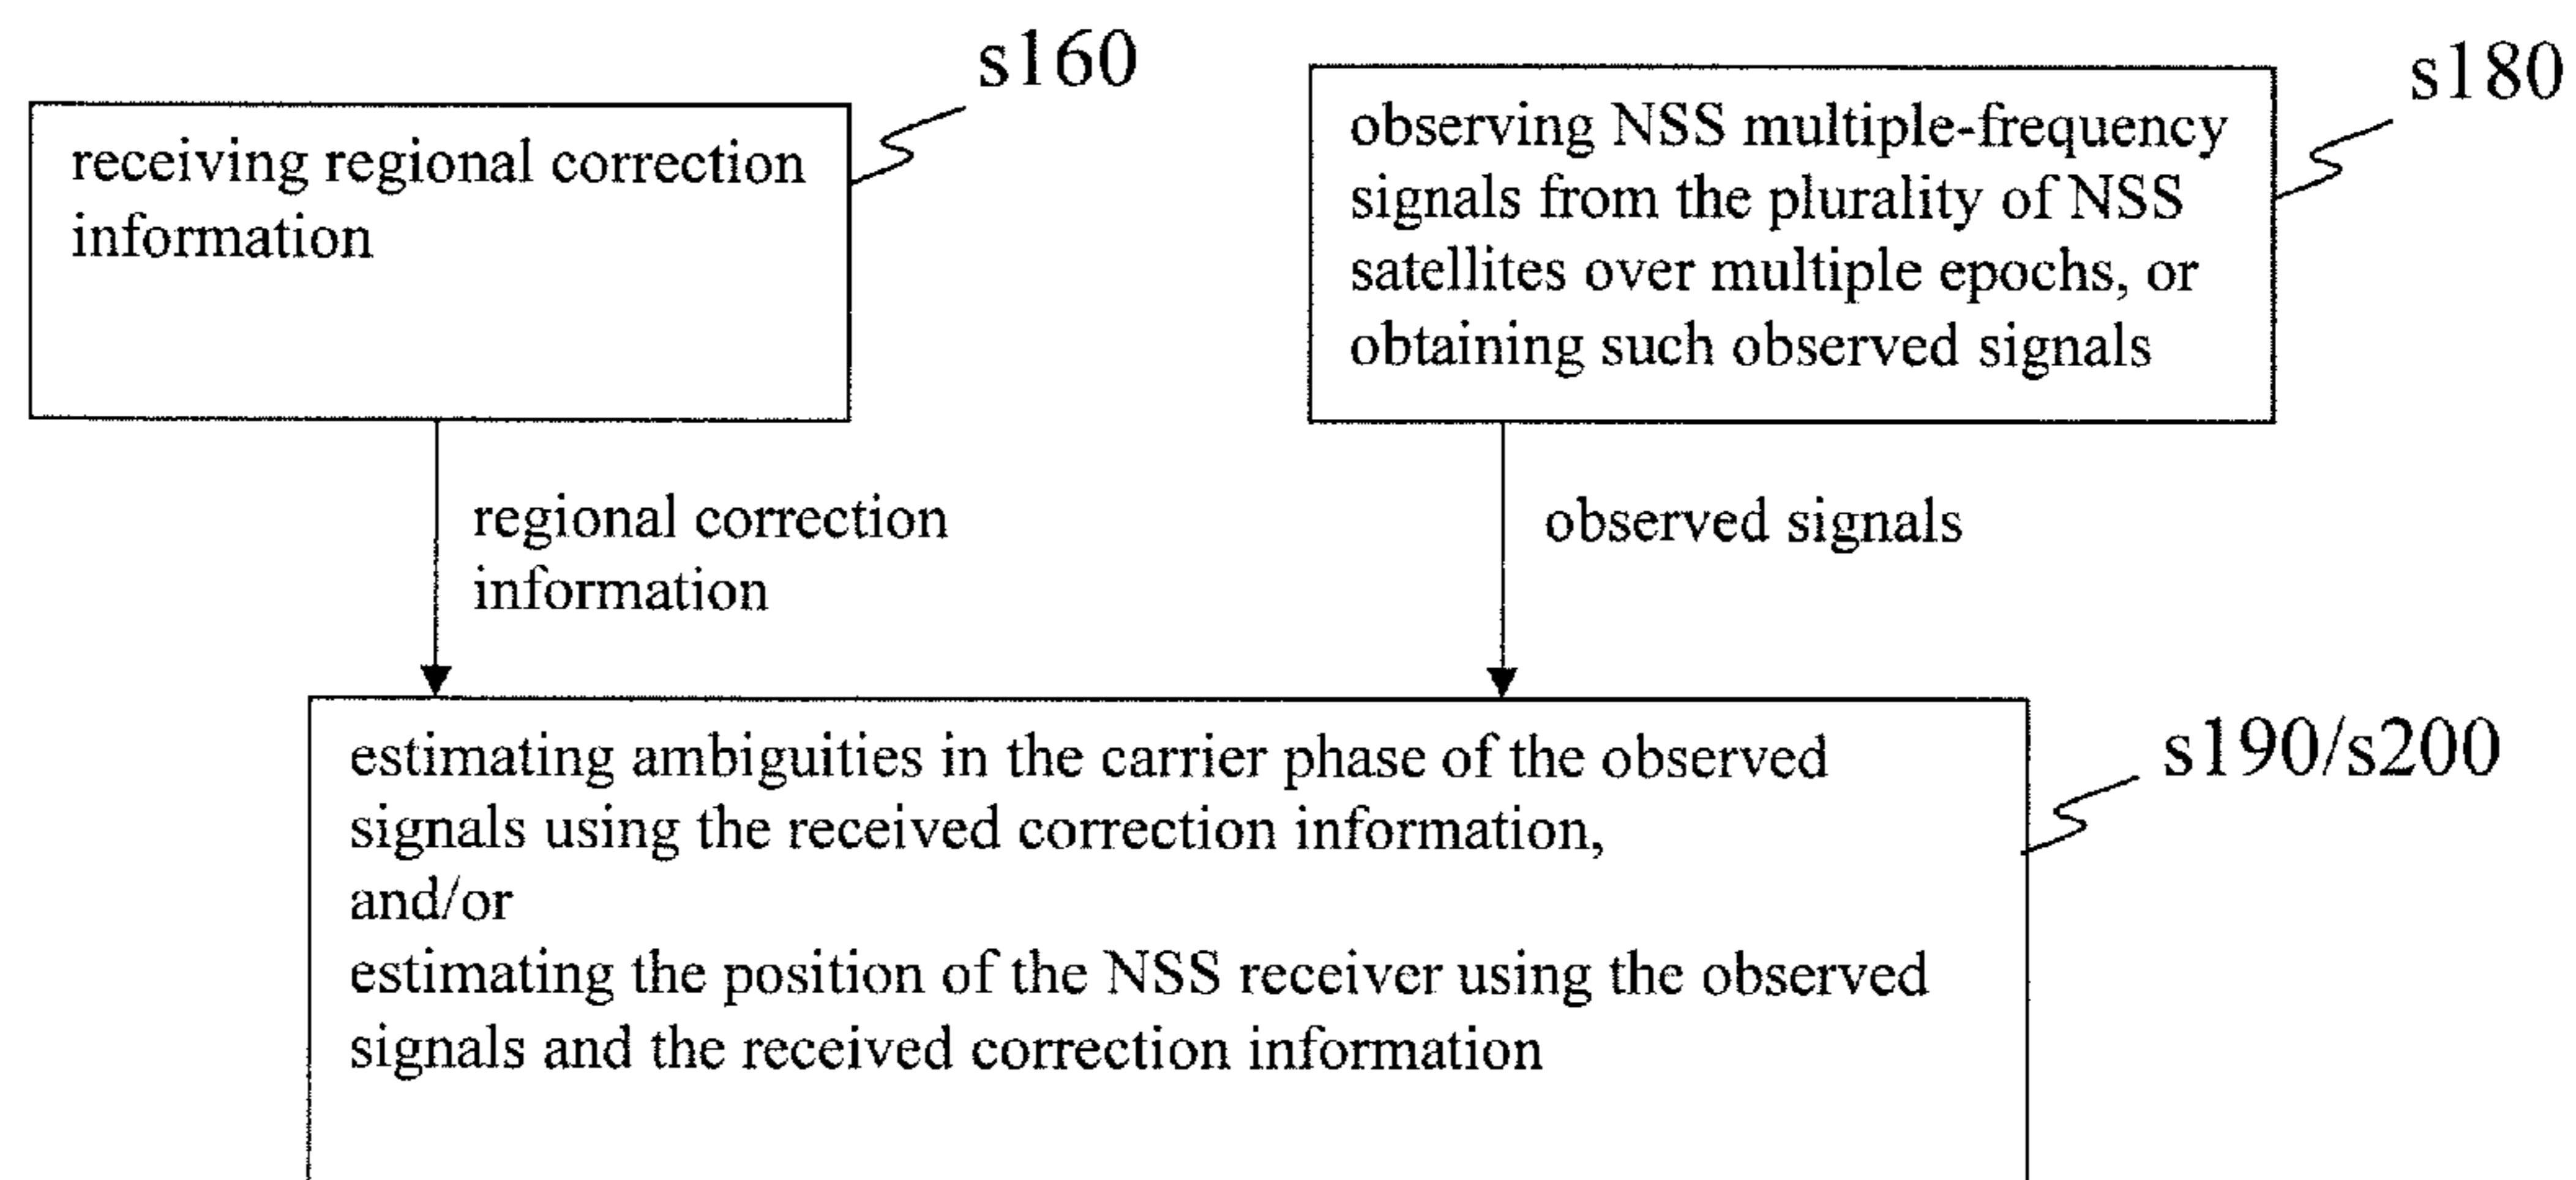 s160
receiving regional correction
information
s180
observing NSS multiple-frequency
signals from the plurality of NSS
satellites over multiple epochs, or
obtaining such observed signals
regional correction
information
observed signals
s190/s200
estimating ambiguities in the carrier phase of the observed
signals using the received correction information,
and/or
estimating the position of the NSS receiver using the observed
signals and the received correction information